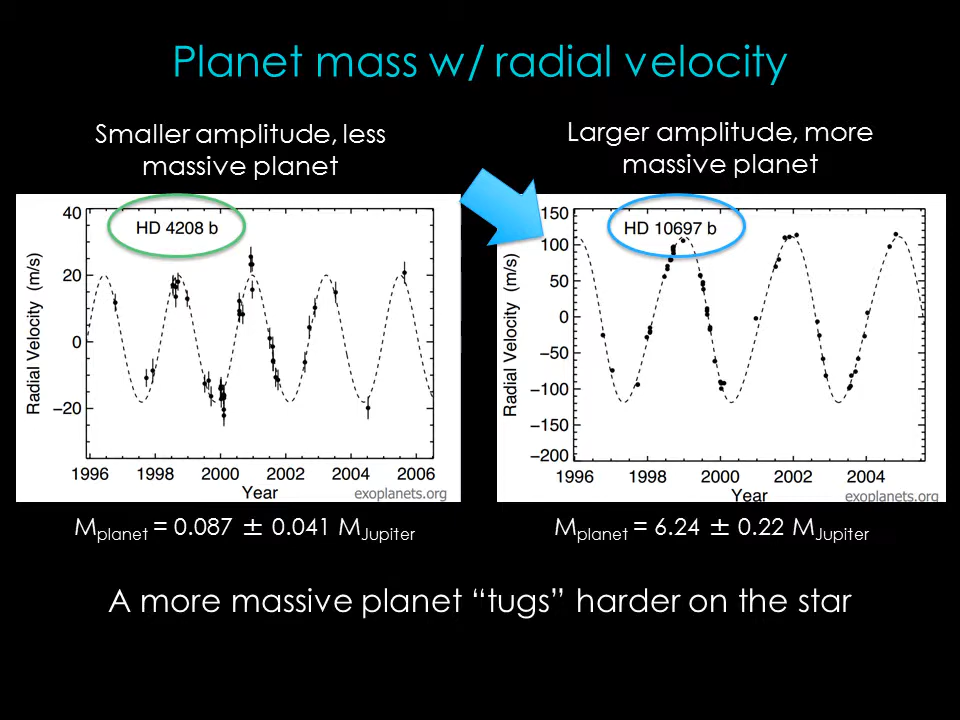 Planet mass w/ radial velocity
Smaller amplitude, less
massive planet
Larger amplitude, more
massive planet
HD 4208 b
40
20
0
−20
Radial Velocity (m/s)
1996 1998 2000 2002 2004 2006
Year
exoplanets.org
HD 10697 b
150
100
50
0
−50
−100
−150
−200
Radial Velocity (m/s)
1996 1998 2000 2002 2004
Year
exoplanets.org
Mplanet = 0.087 ± 0.041 MJupiter
Mplanet = 6.24 ± 0.22 MJupiter
A more massive planet “tugs” harder on the star